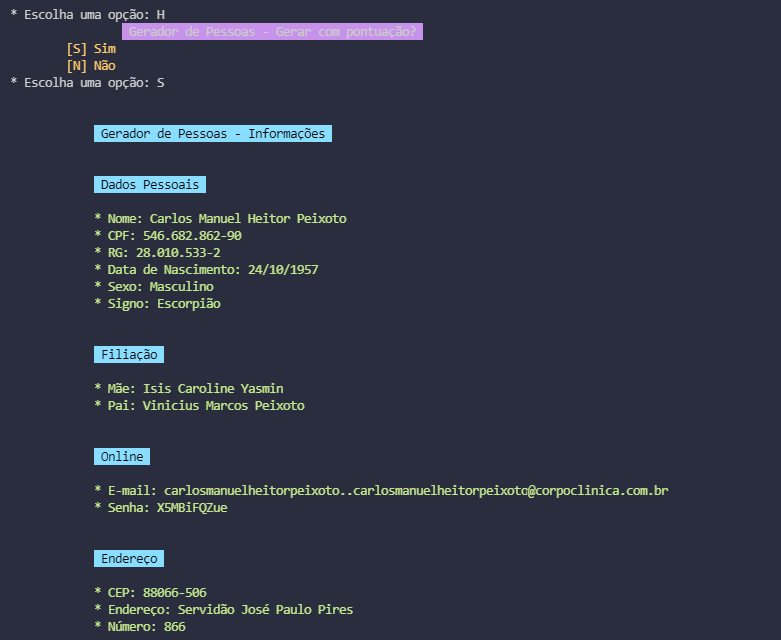 * Escolha uma opção: H
Gerador de Pessoas - Gerar com pontuação?
[S] Sim
[N] Não
* Escolha uma opção: S
Gerador de Pessoas - Informações
Dados Pessoais
* Nome: Carlos Manuel Heitor Peixoto
* CPF: 546.682.862-90
* RG: 28.010.533-2
* Data de Nascimento: 24/10/1957
* Sexo: Masculino
* Signo: Escorpião
Filiação
* Mãe: Isis Caroline Yasmin
* Pai: Vinicius Marcos Peixoto
Online
* E-mail: carlosmanuelheitorpeixoto..carlosmanuelheitorpeixoto@corpoclinica.com.br
* Senha: X5MBiFQZue
Endereço
* CEP: 88066-506
* Endereço: Servidão José Paulo Pires
* Número: 866